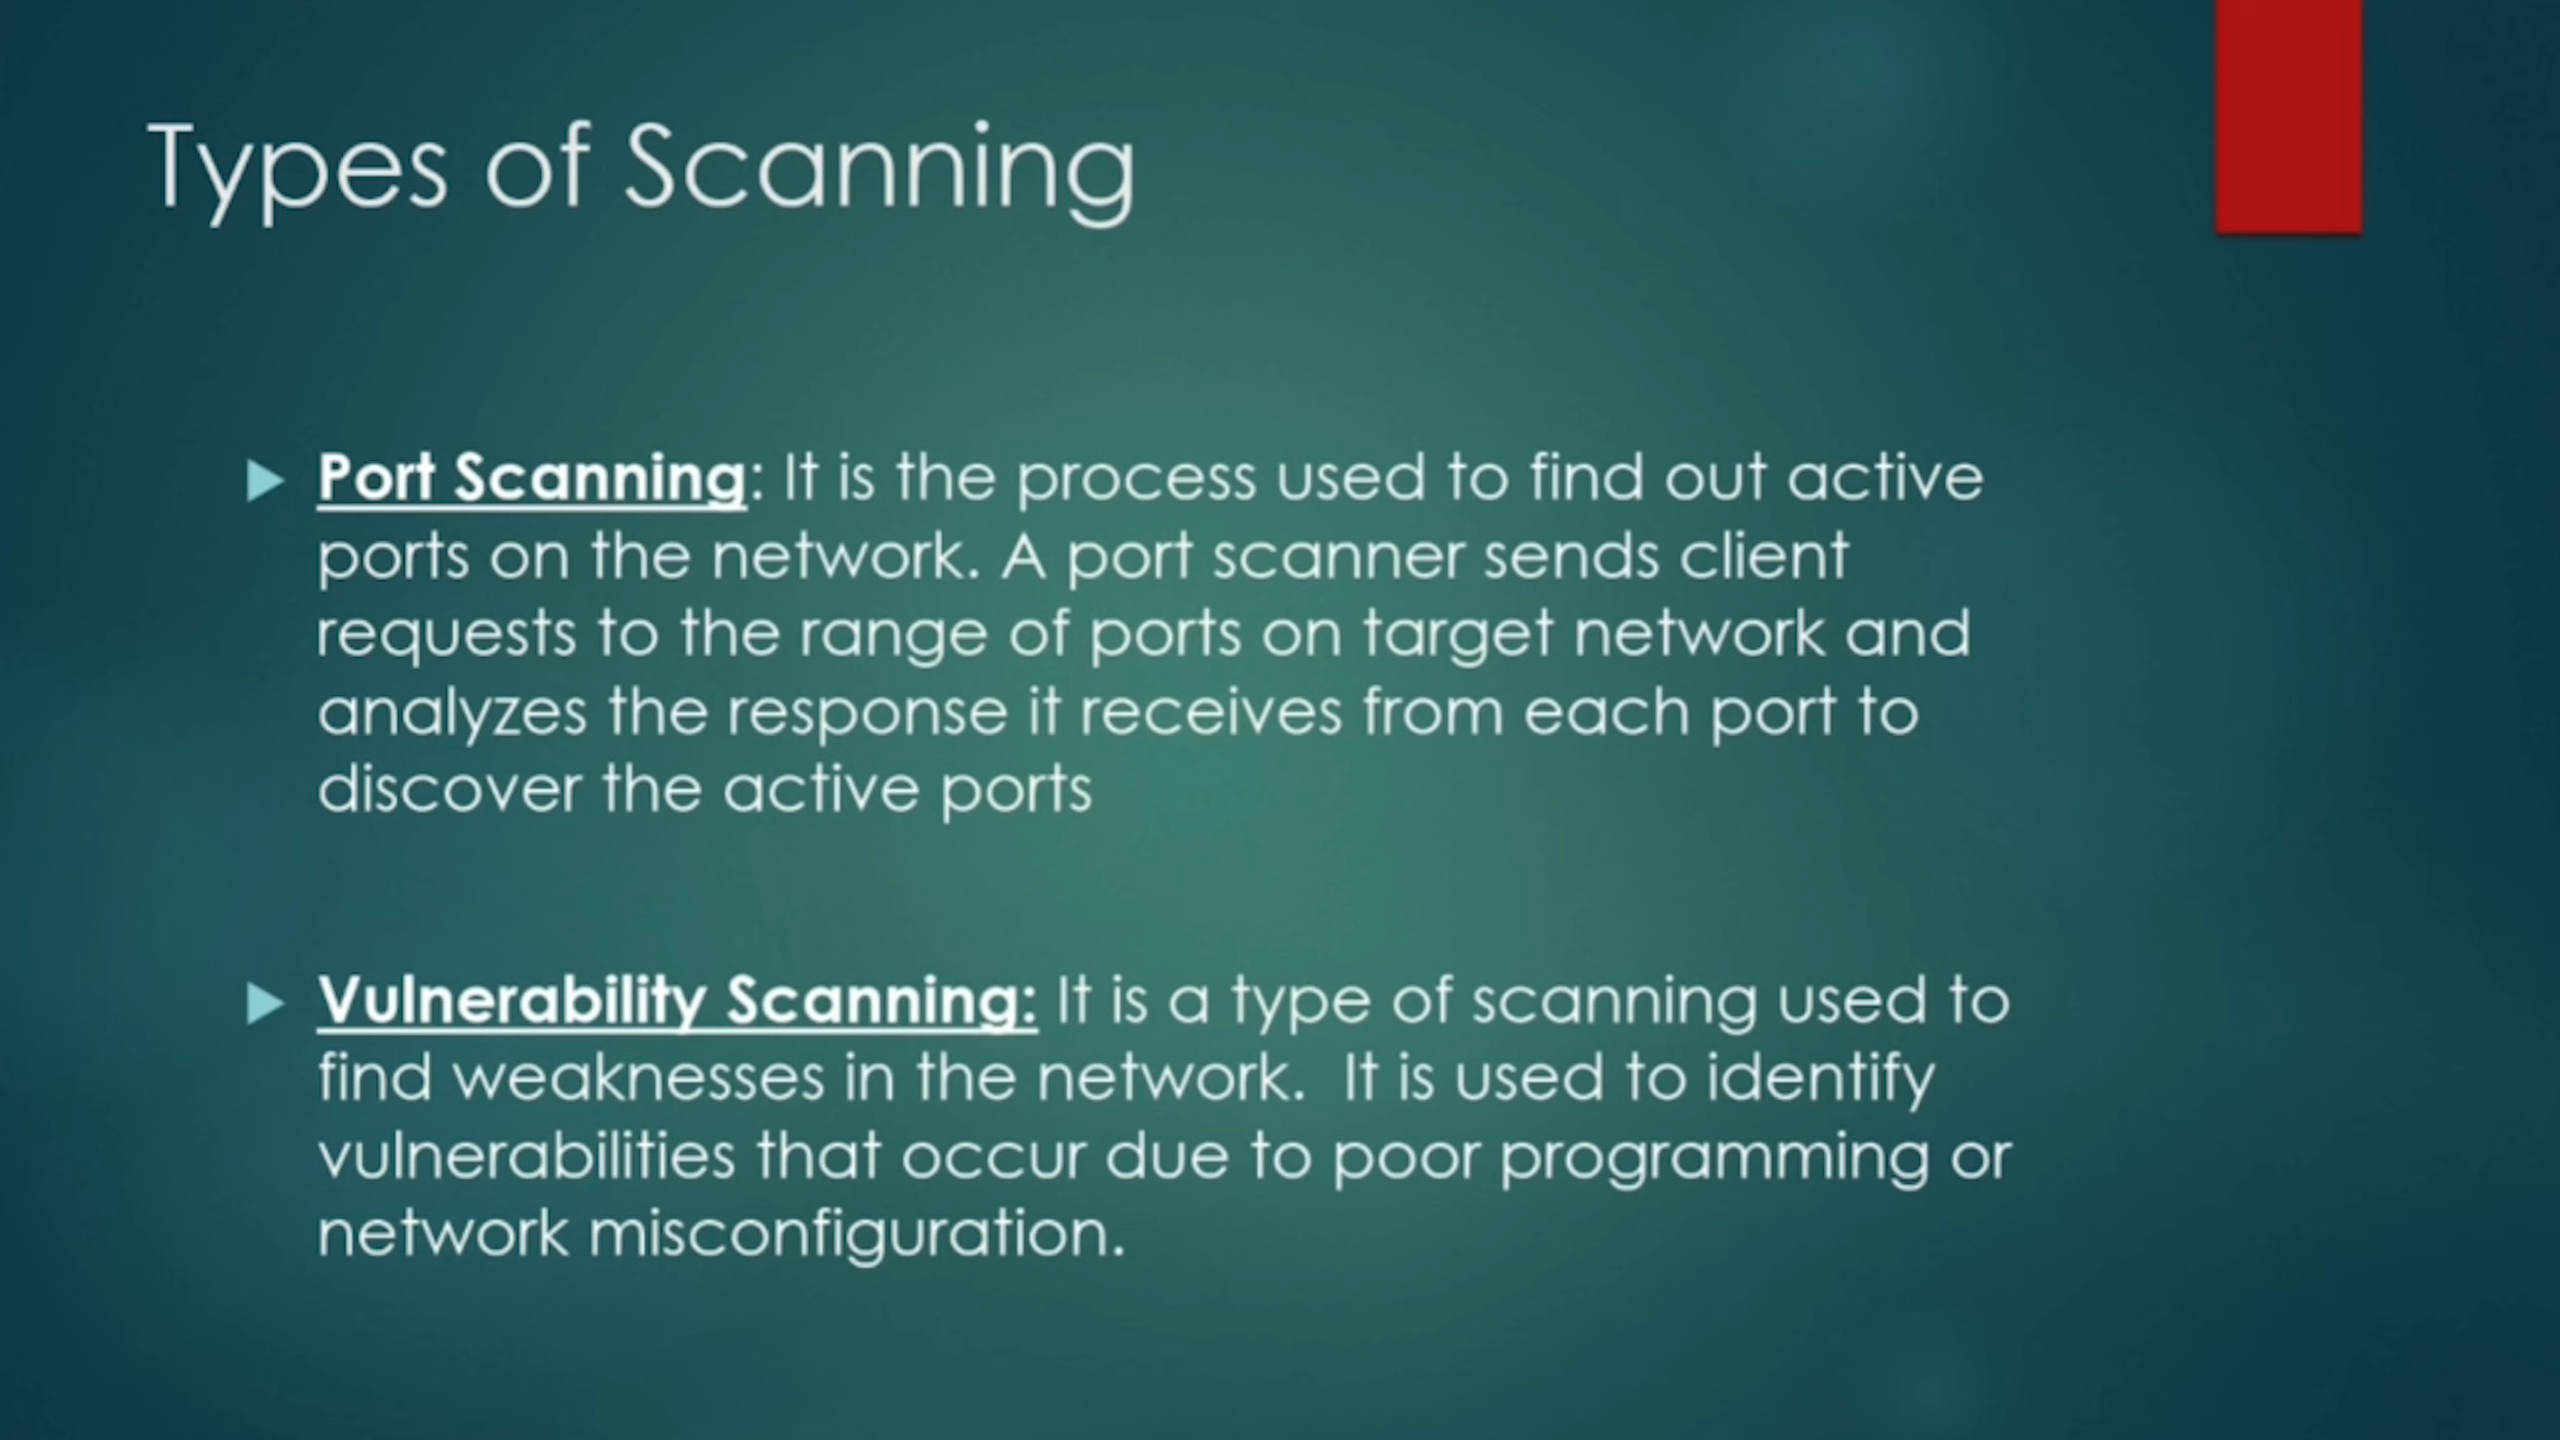 Types of Scanning
Port Scanning: It is the process used to find out active
ports on the network. A port scanner sends client
requests to the range of ports on target network and
analyzes the response it receives from each port to
discover the active ports
Vulnerability Scanning: It is a type of scanning used to
find weaknesses in the network.  It is used to identify
vulnerabilities that occur due to poor programming or
network misconfiguration.